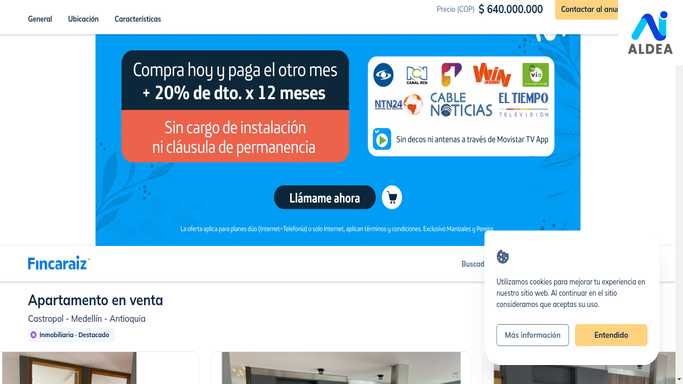 General Ubicación Características
Precio (COP) $ 640.000.000
Contactar al anu
ALDEA
Compra hoy y paga el otro mes
+ 20% de dto. x 12 meses
Sin cargo de instalación
ni cláusula de permanencia
CANAL RCN
WIN
NTN24
CABLE
NOTICIAS
EL TIEMPO
TELEVISIÓN
Sin decos ni antenas a través de Movistar TV App
Llámame ahora
La oferta aplica para planes dúo (Internet+Telefonía) o solo Internet, aplican términos y condiciones. Exclusivo Manizales y Pereira
Fincaraiz
Buscad
Apartamento en venta
Castropol - Medellín - Antioquia
Inmobiliaria - Destacado
Utilizamos cookies para mejorar tu experiencia en
nuestro sitio web. Al continuar en el sitio
consideramos que aceptas su uso.
Más información Entendido